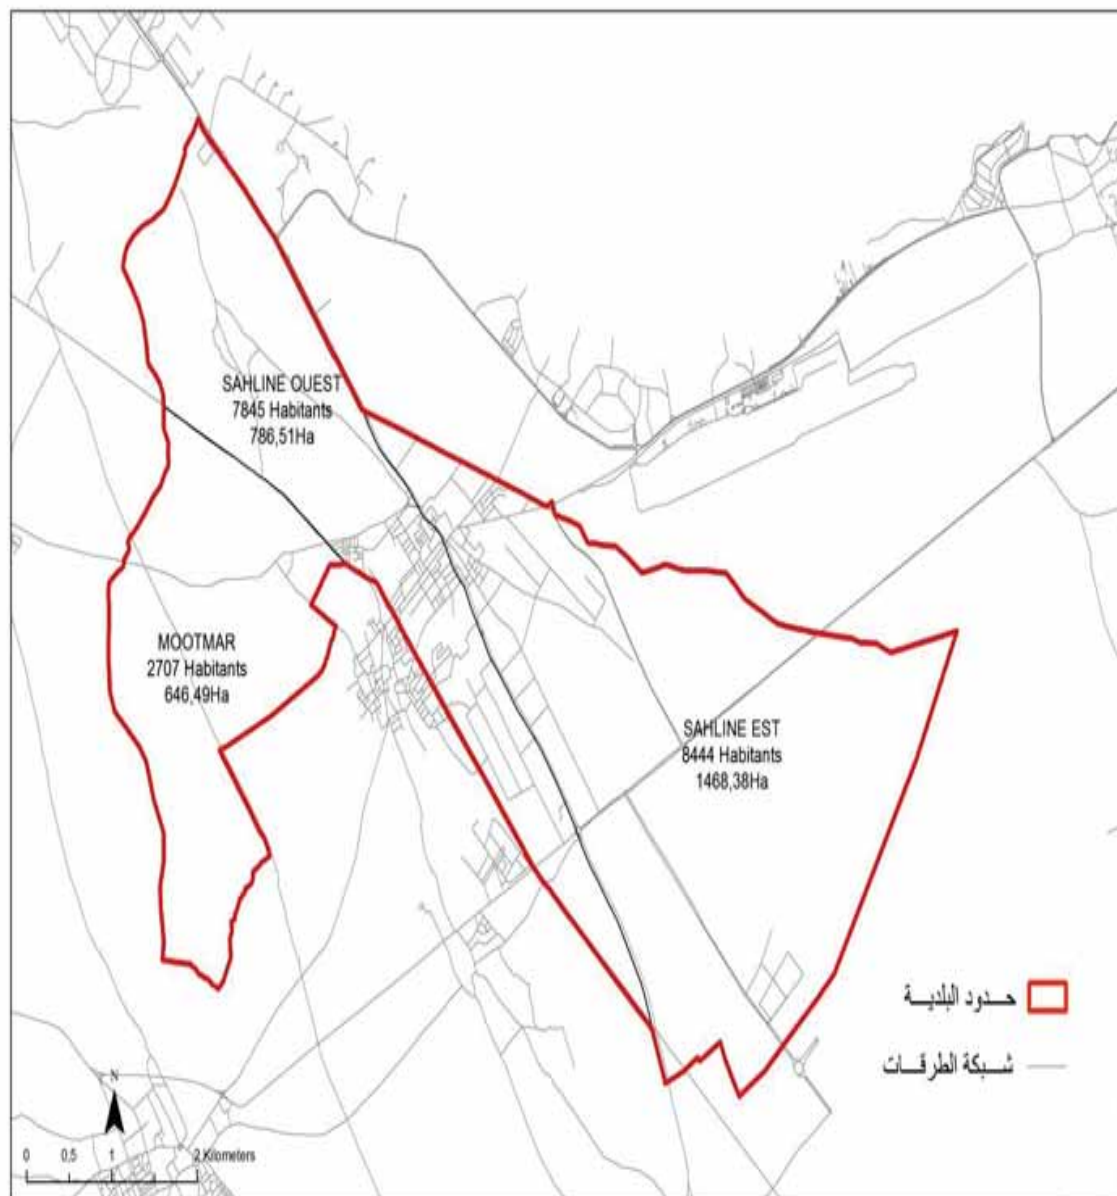 SAHLINE OUEST
7845 Habitants
786,51Ha
MOOTMAR
2707 Habitants
646,49Ha
SAHLINE EST
8444 Habitants
1468,38Ha
حـــدود البلديـــة
شـــبكة الطرقـــات
N
0 0,5 1 2 Kilometers